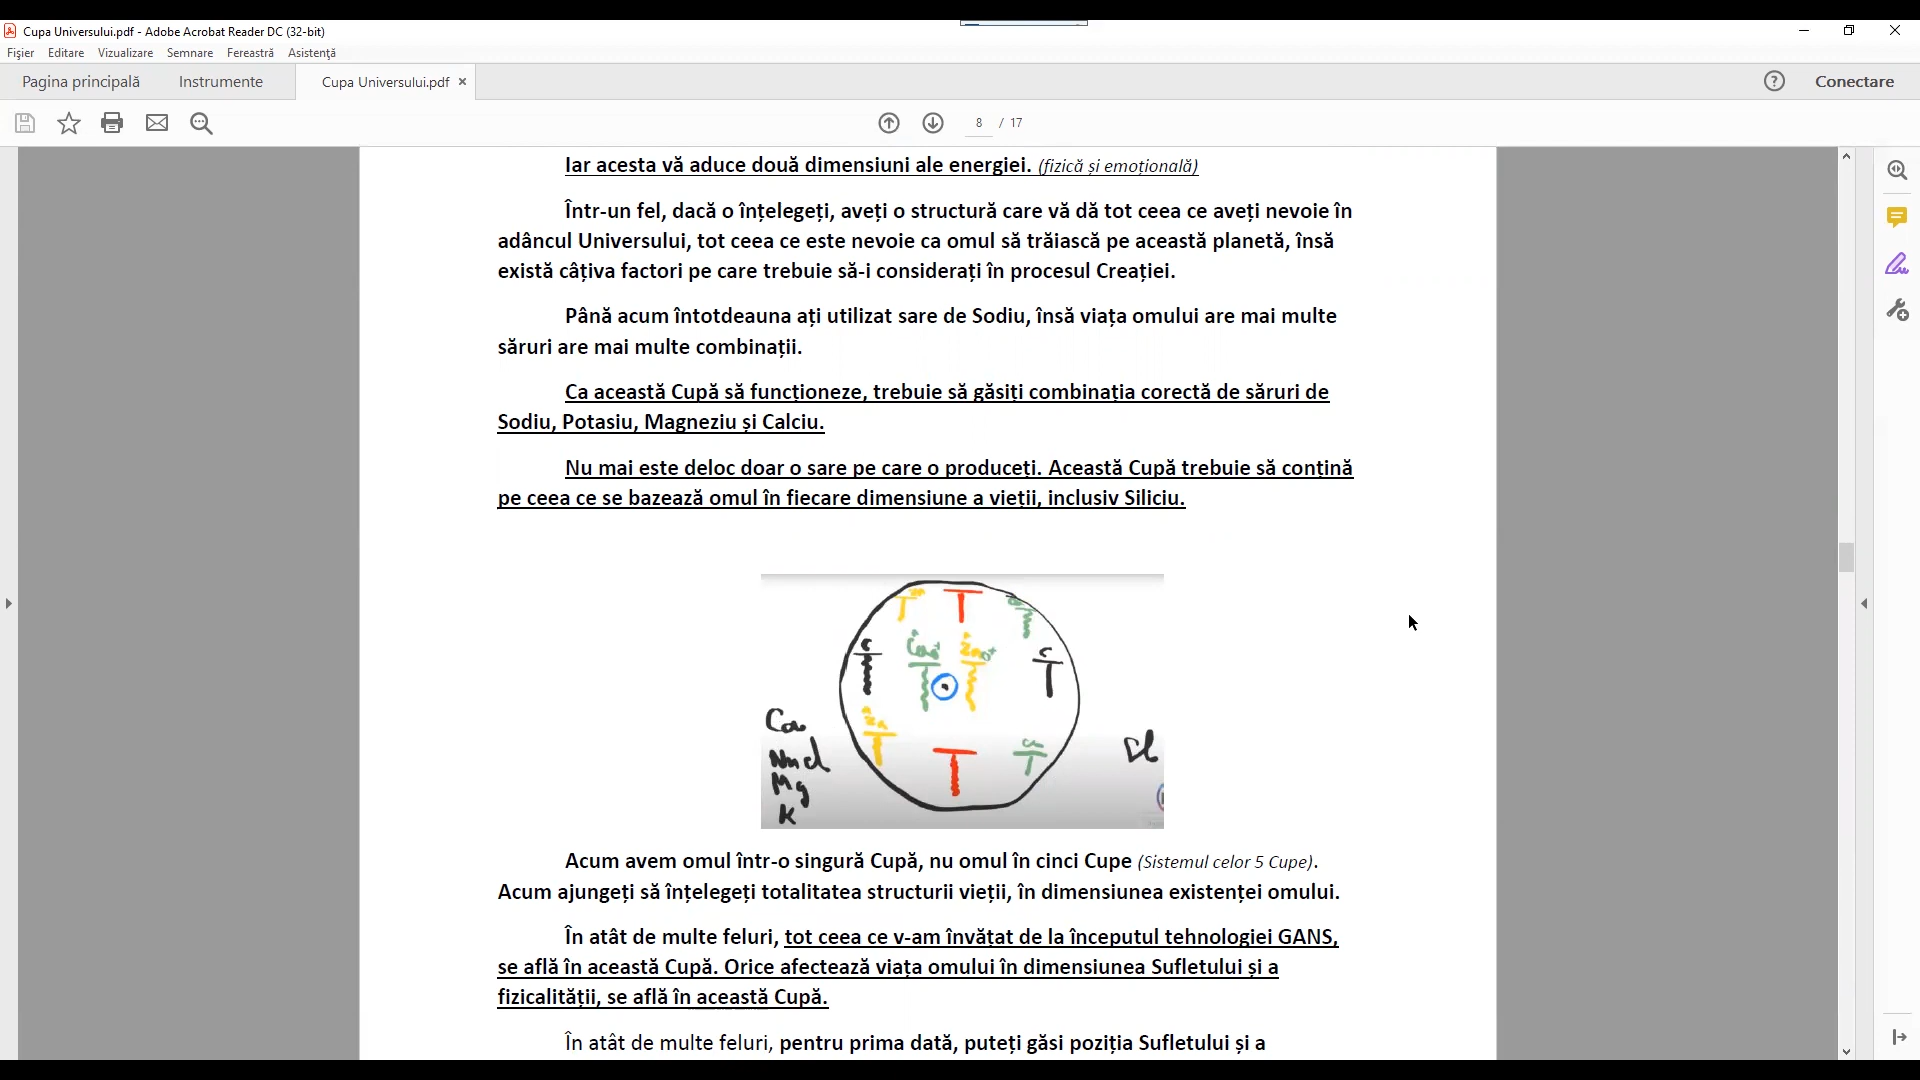 Cupa Universului.pdf - Adobe Acrobat Reader DC (32-bit)
Fișier Editare Vizualizare Semnare Fereastră Asistență
Pagina principală Instrumente Cupa Universului.pdf × Conectare
8 / 17
Iar acesta vă aduce două dimensiuni ale energiei. (fizică și emoțională)
Într-un fel, dacă o înțelegeți, aveți o structură care vă dă tot ceea ce aveți nevoie în
adâncul Universului, tot ceea ce este nevoie ca omul să trăiască pe această planetă, însă
există câțiva factori pe care trebuie să-i considerați în procesul Creației.
Până acum întotdeauna ați utilizat sare de Sodiu, însă viața omului are mai multe
săruri are mai multe combinații.
Ca această Cupă să funcționeze, trebuie să găsiți combinația corectă de săruri de
Sodiu, Potasiu, Magneziu și Calciu.
Nu mai este deloc doar o sare pe care o produceți. Această Cupă trebuie să conțină
pe ceea ce se bazează omul în fiecare dimensiune a vieții, inclusiv Siliciu.
c c
Zn
Ca
Mg
K
Acum avem omul într-o singură Cupă, nu omul în cinci Cupe (Sistemul celor 5 Cupe).
Acum ajungeți să înțelegeți totalitatea structurii vieții, în dimensiunea existenței omului.
În atât de multe feluri, tot ceea ce v-am învățat de la începutul tehnologiei GANS,
se află în această Cupă. Orice afectează viața omului în dimensiunea Sufletului și a
fizicalității, se află în această Cupă.
În atât de multe feluri, pentru prima dată, puteți găsi poziția Sufletului și a